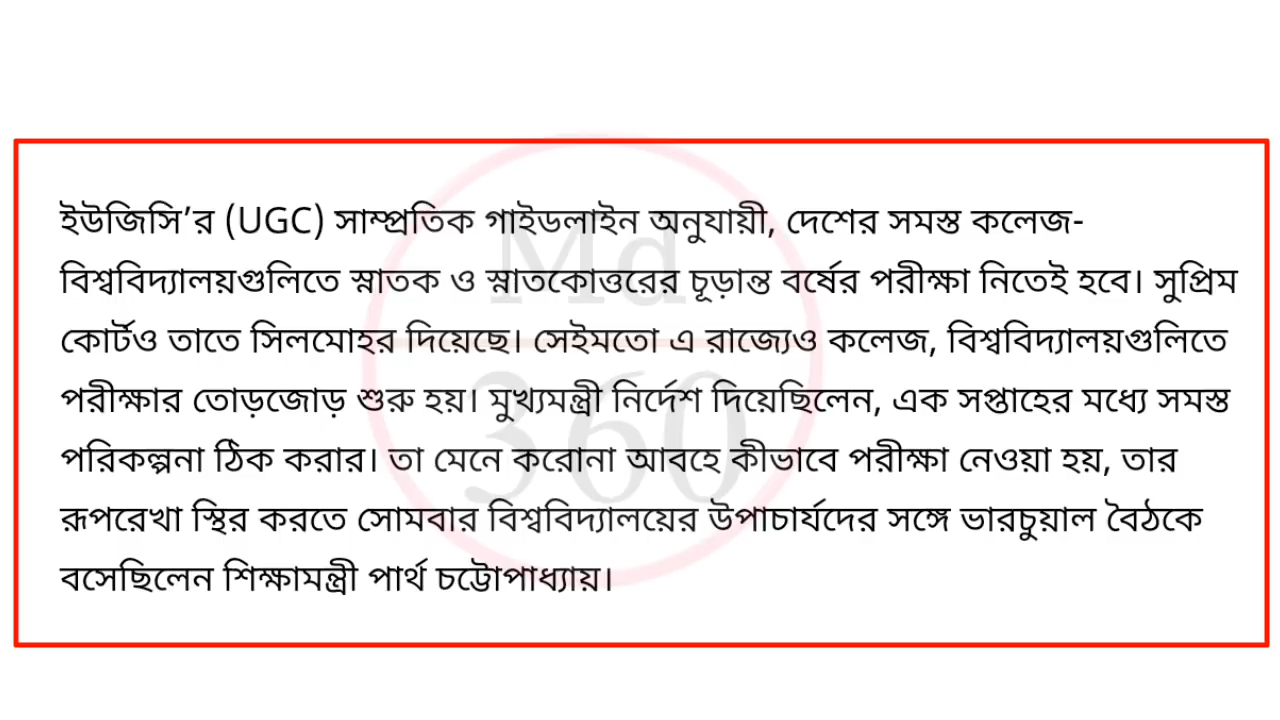 ইউজিসি’র (UGC) সাম্প্রতিক গাইডলাইন অনুযায়ী, দেশের সমস্ত কলেজ-
বিশ্ববিদ্যালয়গুলিতে স্নাতক ও স্নাতকোত্তরের চূড়ান্ত বর্ষের পরীক্ষা নিতেই হবে। সুপ্রিম
কোর্টও তাতে সিলমোহর দিয়েছে। সেইমতো এ রাজ্যেও কলেজ, বিশ্ববিদ্যালয়গুলিতে
পরীক্ষার তোড়জোড় শুরু হয়। মুখ্যমন্ত্রী নির্দেশ দিয়েছিলেন, এক সপ্তাহের মধ্যে সমস্ত
পরিকল্পনা ঠিক করার। তা মেনে করোনা আবহে কীভাবে পরীক্ষা নেওয়া হয়, তার
রূপরেখা স্থির করতে সোমবার বিশ্ববিদ্যালয়ের উপাচার্যদের সঙ্গে ভারচুয়াল বৈঠকে
বসেছিলেন শিক্ষামন্ত্রী পার্থ চট্টোপাধ্যায়।
Md
360